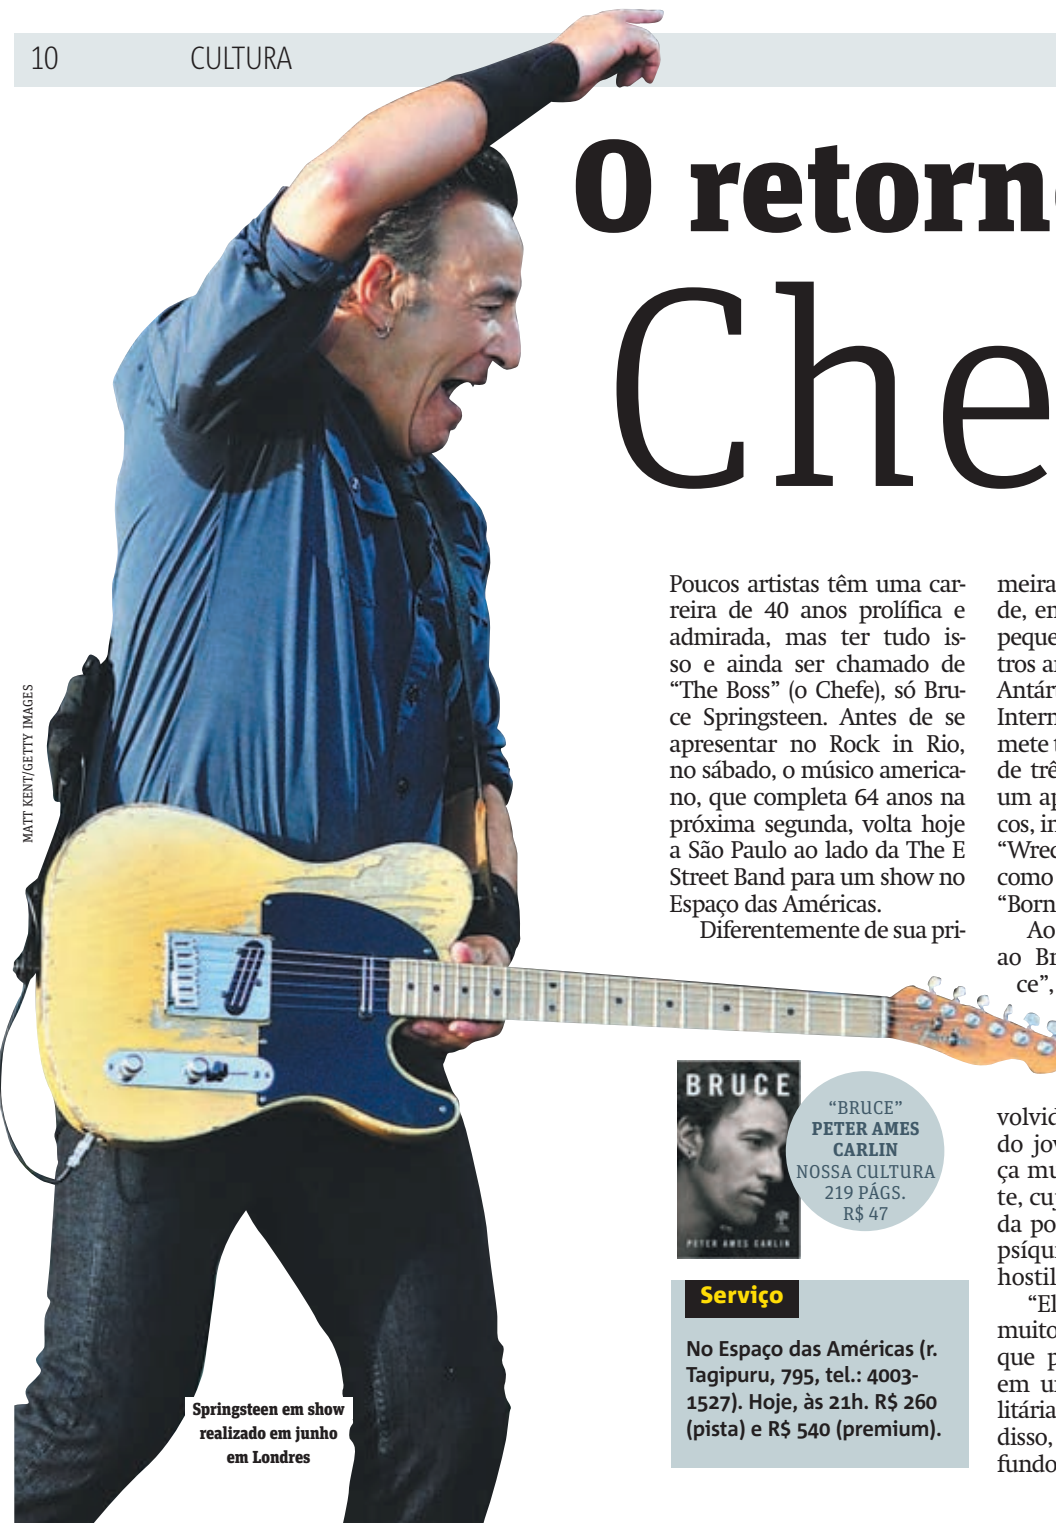 10
CULTURA
O retorno
Che
Poucos artistas têm uma car-
reira de 40 anos prolífica e
admirada, mas ter tudo is-
so e ainda ser chamado de
“The Boss” (o Chefe), só Bru-
ce Springsteen. Antes de se
apresentar no Rock in Rio,
no sábado, o músico america-
no, que completa 64 anos na
próxima segunda, volta hoje
a São Paulo ao lado da The E
Street Band para um show no
Espaço das Américas.
Diferentemente de sua pri-
meira
de, em
peque
tros ar
Antár
Intern
mete t
de trê
um ap
cos, in
“Wrec
como
“Born
Ao
ao Br
ce”,
volvid
do jov
ça mu
te, cuj
da po
psíqui
hostil
“El
muito
que p
em u
litária
disso,
fundo
MATT KENT/GETTY IMAGES
Fender
BRUCE
PETER AMES CARLIN
“BRUCE”
PETER AMES
CARLIN
NOSSA CULTURA
219 PÁGS.
R$ 47
Serviço
No Espaço das Américas (r.
Tagipuru, 795, tel.: 4003-
1527). Hoje, às 21h. R$ 260
(pista) e R$ 540 (premium).
Springsteen em show
realizado em junho
em Londres